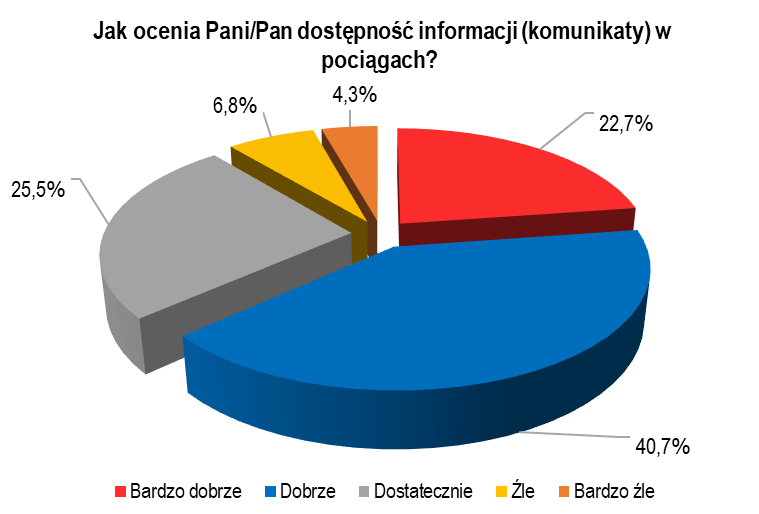 Jak ocenia Pani/Pan dostępność informacji (komunikaty) w
pociągach?
4,3%
6,8%
22,7%
25,5%
40,7%
Bardzo dobrze Dobrze Dostatecznie Źle Bardzo źle